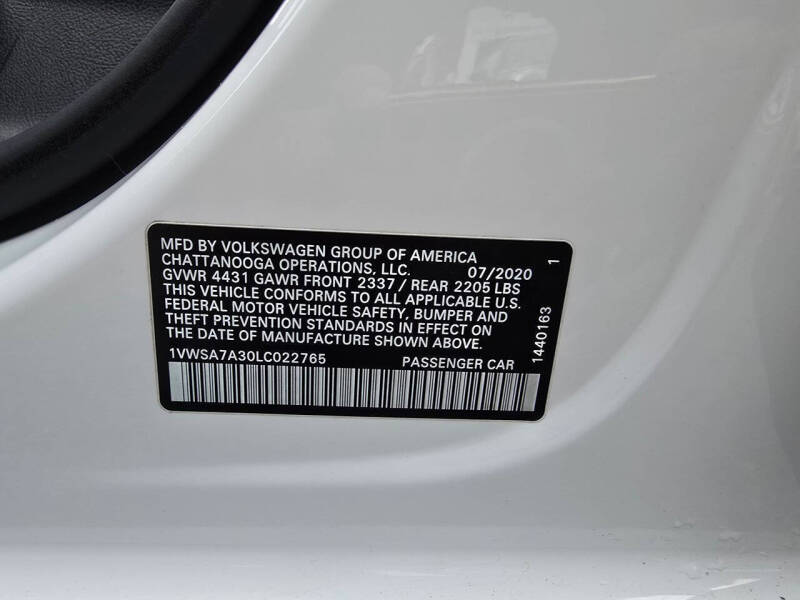 MFD BY VOLKSWAGEN GROUP OF AMERICA
CHATTANOOGA OPERATIONS, LLC. 07/2020
GVWR 4431 GAWR FRONT 2337 / REAR 2205 LBS
THIS VEHICLE CONFORMS TO ALL APPLICABLE U.S.
FEDERAL MOTOR VEHICLE SAFETY, BUMPER AND
THEFT PREVENTION STANDARDS IN EFFECT ON
THE DATE OF MANUFACTURE SHOWN ABOVE.
1VWSA7A30LC022765 PASSENGER CAR
1440163 1